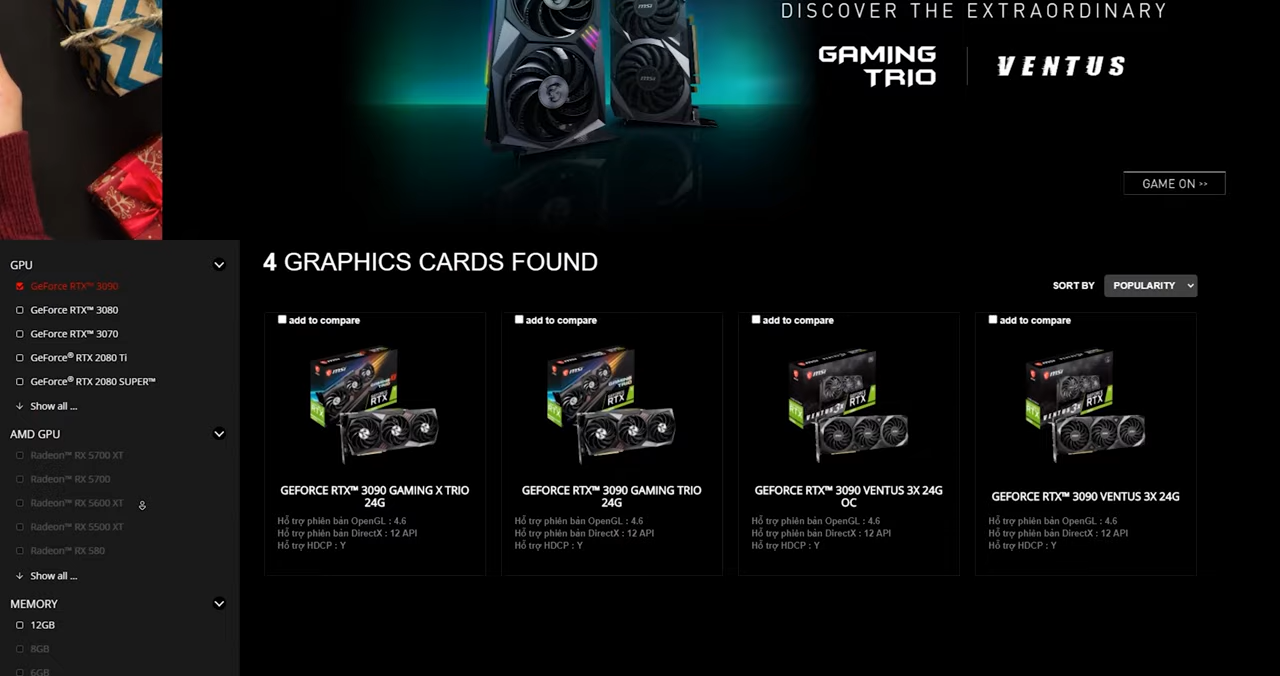 DISCOVER THE EXTRAORDINARY
GAMING
TRIO
VENTUS
GAME ON >>
GPU
GeForce RTX™ 3090
GeForce RTX™ 3080
GeForce RTX™ 3070
GeForce® RTX 2080 Ti
GeForce® RTX 2080 SUPER™
Show all ...
AMD GPU
Radeon™ RX 5700 XT
Radeon™ RX 5700
Radeon™ RX 5600 XT
Radeon™ RX 5500 XT
Radeon™ RX 580
Show all ...
MEMORY
12GB
8GB
6GB
4 GRAPHICS CARDS FOUND
SORT BY POPULARITY
add to compare
GEFORCE RTX™ 3090 GAMING X TRIO
24G
Hỗ trợ phiên bản OpenGL : 4.6
Hỗ trợ phiên bản DirectX : 12 API
Hỗ trợ HDCP : Y
add to compare
GEFORCE RTX™ 3090 GAMING TRIO
24G
Hỗ trợ phiên bản OpenGL : 4.6
Hỗ trợ phiên bản DirectX : 12 API
Hỗ trợ HDCP : Y
add to compare
GEFORCE RTX™ 3090 VENTUS 3X 24G
OC
Hỗ trợ phiên bản OpenGL : 4.6
Hỗ trợ phiên bản DirectX : 12 API
Hỗ trợ HDCP : Y
add to compare
GEFORCE RTX™ 3090 VENTUS 3X 24G
Hỗ trợ phiên bản OpenGL : 4.6
Hỗ trợ phiên bản DirectX : 12 API
Hỗ trợ HDCP : Y